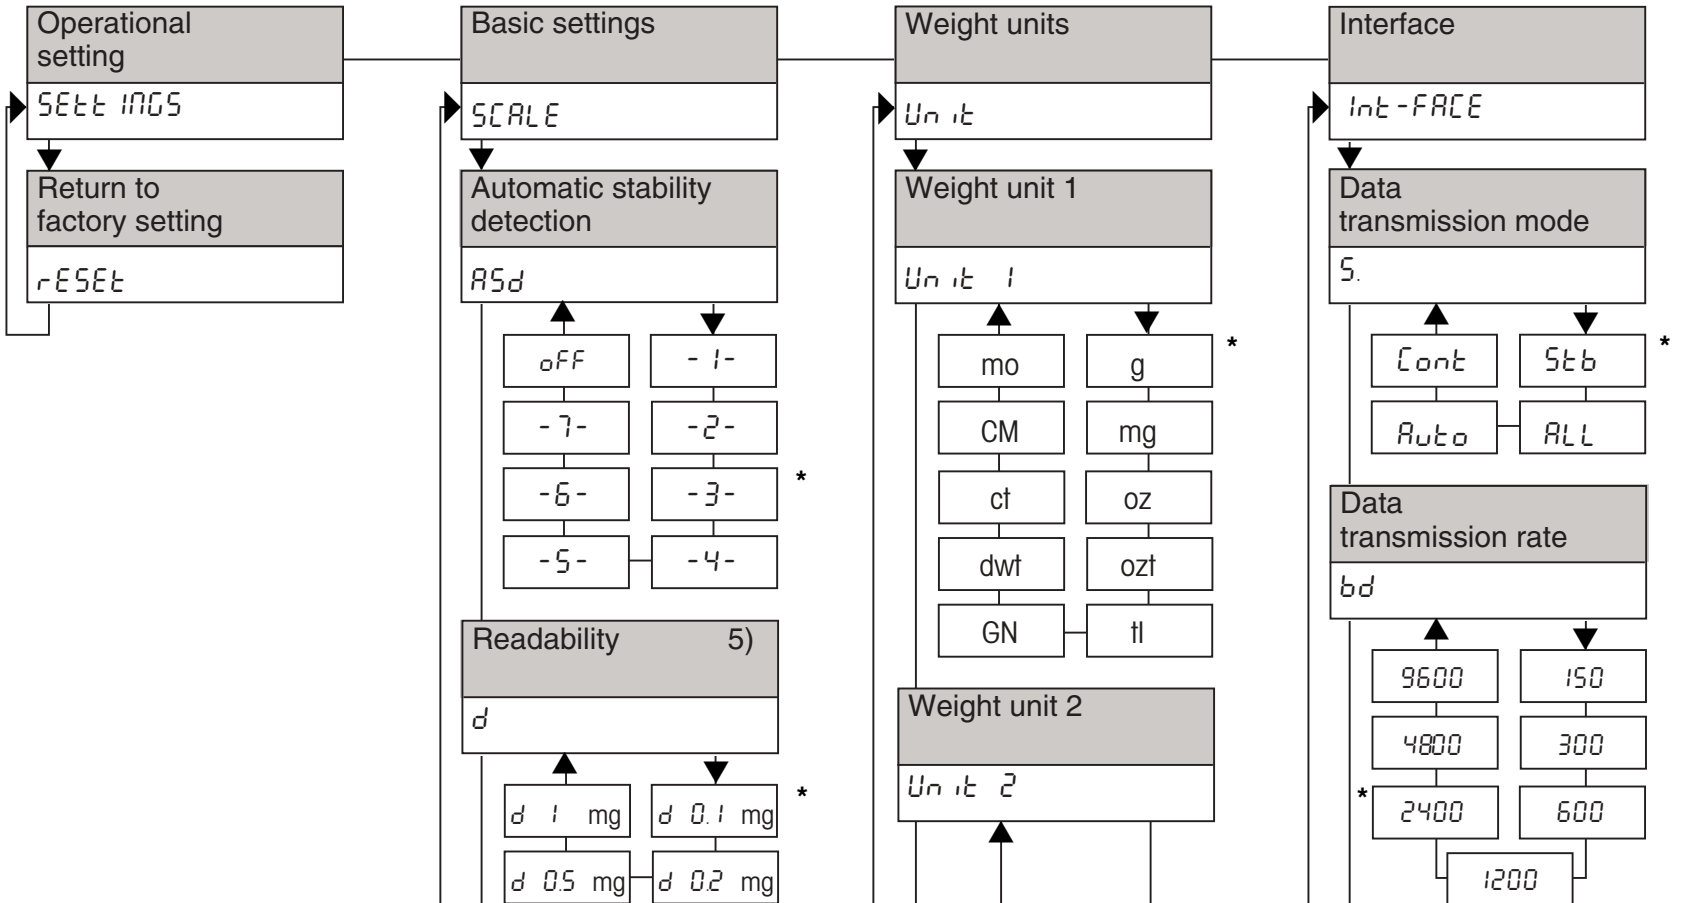 Operational
setting
SEtt INGS
Return to
factory setting
rESEt
Basic settings
SCALE
Automatic stability
detection
ASd
oFF
- 1 -
- 7 -
- 2 -
- 6 -
- 3 -
*
- 5 -
- 4 -
Readability 5)
d
d 1 mg
d 0.1 mg
*
d 0.5 mg
d 0.2 mg
Weight units
Unit
Weight unit 1
Unit 1
mo
g
*
CM
mg
ct
oz
dwt
ozt
GN
tl
Weight unit 2
Unit 2
Interface
Int-FACE
Data
transmission mode
S.
Cont
Stb
*
Auto
ALL
Data
transmission rate
bd
9600
150
4800
300
*
2400
600
1200